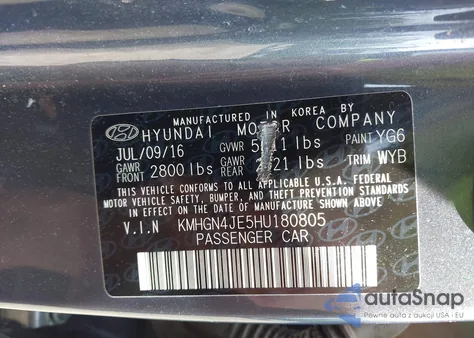 MANUFACTURED IN KOREA BY
HYUNDAI MOTOR COMPANY
JUL/09/16 GVWR lbs PAINT YG6
GAWR FRONT 2800 lbs GAWR REAR lbs TRIM WYB
THIS VEHICLE CONFORMS TO ALL APPLICABLE U.S.A. FEDERAL
MOTOR VEHICLE SAFETY, BUMPER, AND THEFT PREVENTION
STANDARDS IN EFFECT ON THE DATE OF MANUFACTURE SHOWN ABOVE.
V.I.N KMHGN4JE5HU180805
PASSENGER CAR
autaSnap
Pewne auta z aukcji USA i EU